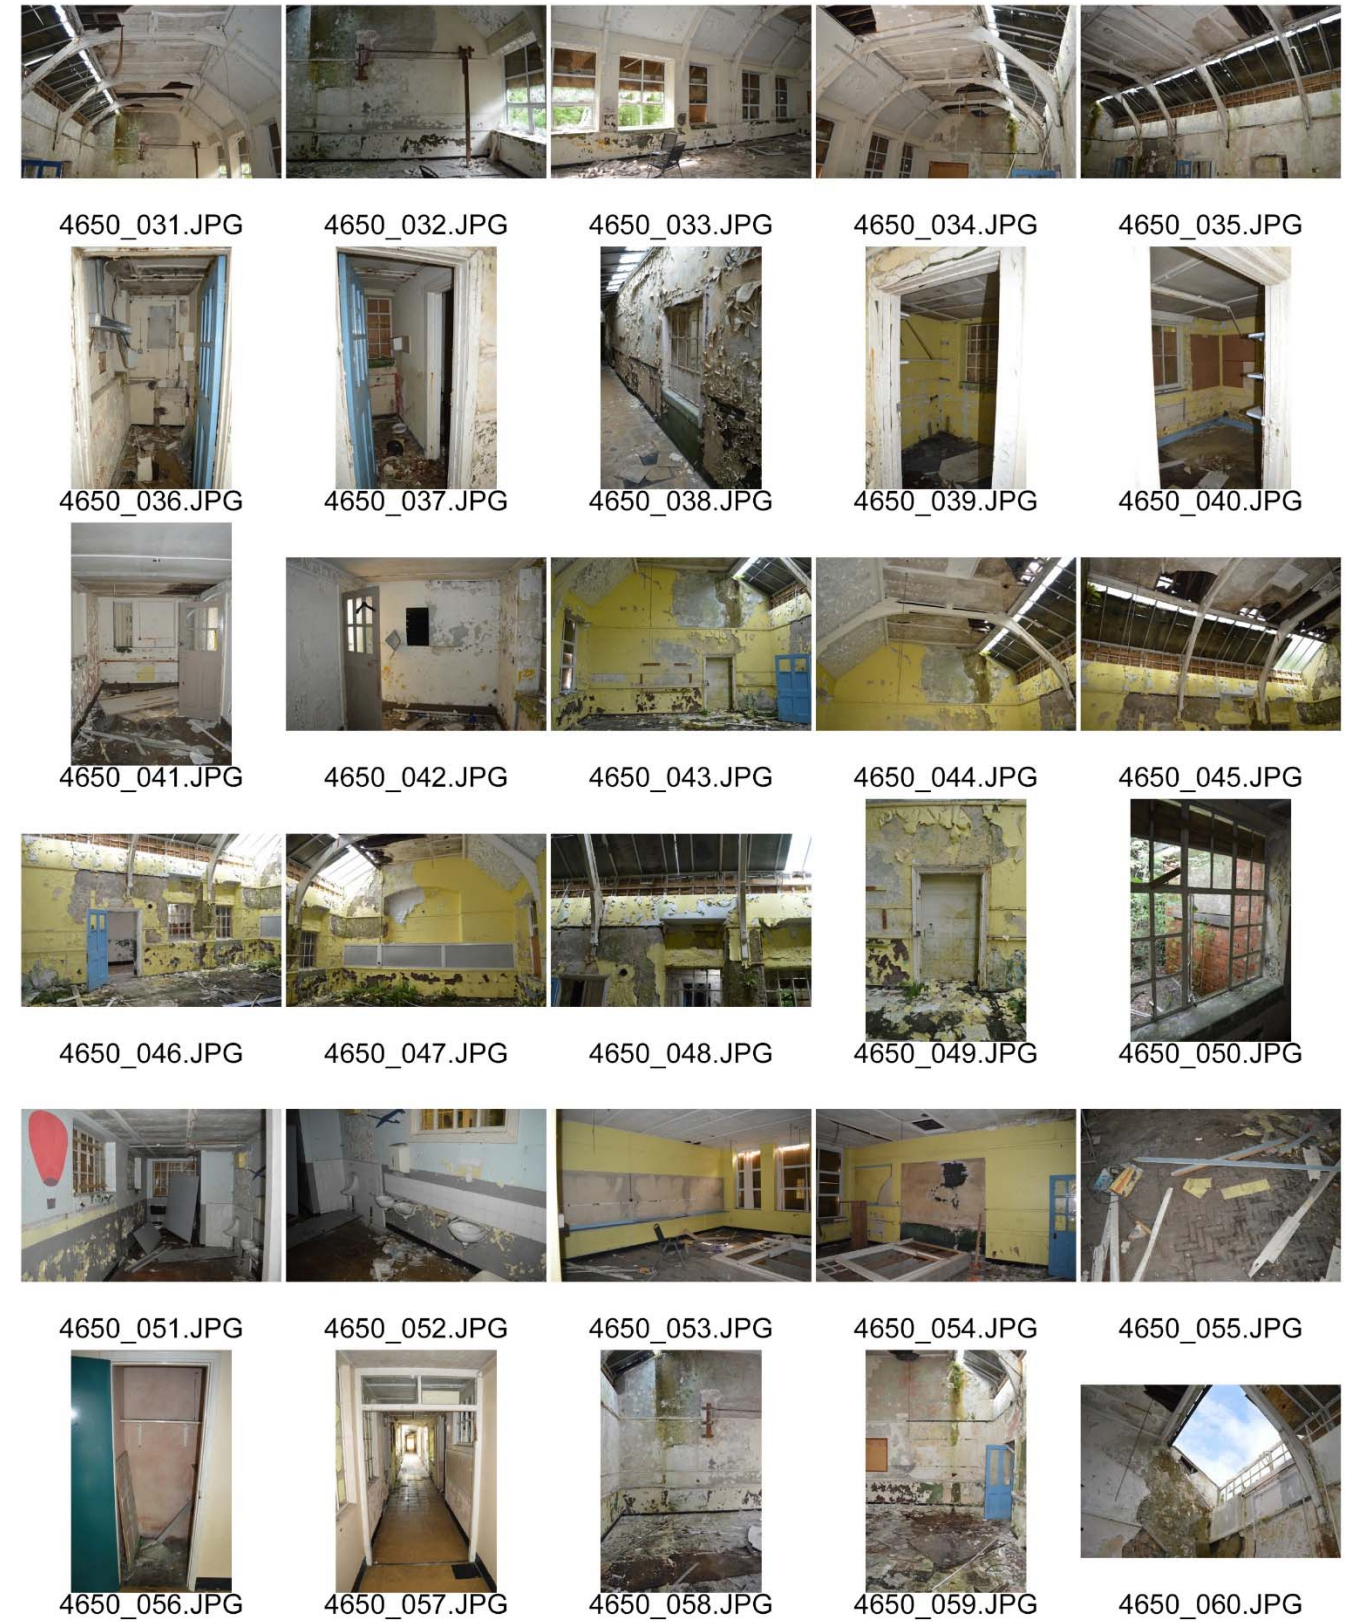 4650_031.JPG 4650_032.JPG 4650_033.JPG 4650_034.JPG 4650_035.JPG
4650_036.JPG 4650_037.JPG 4650_038.JPG 4650_039.JPG 4650_040.JPG
4650_041.JPG 4650_042.JPG 4650_043.JPG 4650_044.JPG 4650_045.JPG
4650_046.JPG 4650_047.JPG 4650_048.JPG 4650_049.JPG 4650_050.JPG
4650_051.JPG 4650_052.JPG 4650_053.JPG 4650_054.JPG 4650_055.JPG
4650_056.JPG 4650_057.JPG 4650_058.JPG 4650_059.JPG 4650_060.JPG